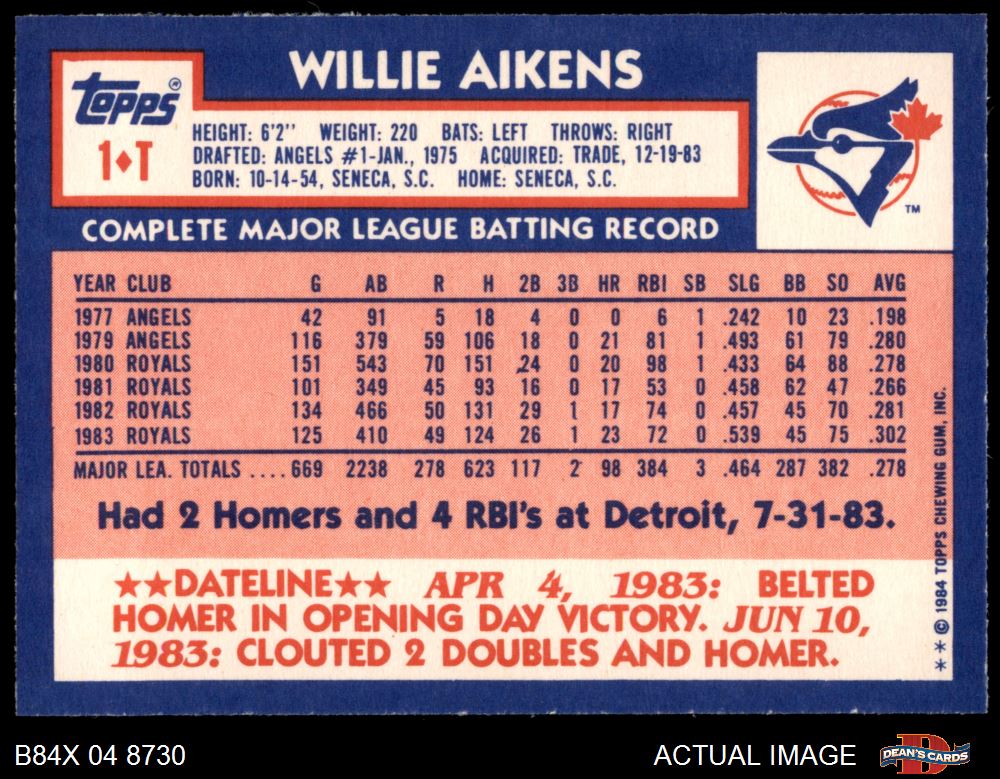 topps®
1♦T
WILLIE AIKENS
HEIGHT: 6'2'' WEIGHT: 220 BATS: LEFT THROWS: RIGHT
DRAFTED: ANGELS #1-JAN., 1975 ACQUIRED: TRADE, 12-19-83
BORN: 10-14-54, SENECA, S.C. HOME: SENECA, S.C.
TM
COMPLETE MAJOR LEAGUE BATTING RECORD
YEAR CLUB G AB R H 2B 3B HR RBI SB SLG BB SO AVG
1977 ANGELS 42 91 5 18 4 0 0 6 1 .242 10 23 .198
1979 ANGELS 116 379 59 106 18 0 21 81 1 .493 61 79 .280
1980 ROYALS 151 543 70 151 24 0 20 98 1 .433 64 88 .278
1981 ROYALS 101 349 45 93 16 0 17 53 0 .458 62 47 .266
1982 ROYALS 134 466 50 131 29 1 17 74 0 .457 45 70 .281
1983 ROYALS 125 410 49 124 26 1 23 72 0 .539 45 75 .302
MAJOR LEA. TOTALS .... 669 2238 278 623 117 2 98 384 3 .464 287 382 .278
Had 2 Homers and 4 RBI's at Detroit, 7-31-83.
★★DATELINE★★ APR 4, 1983: BELTED
HOMER IN OPENING DAY VICTORY. JUN 10,
1983: CLOUTED 2 DOUBLES AND HOMER.
**© 1984 TOPPS CHEWING GUM, INC.
B84X 04 8730
ACTUAL IMAGE
DEAN'S CARDS